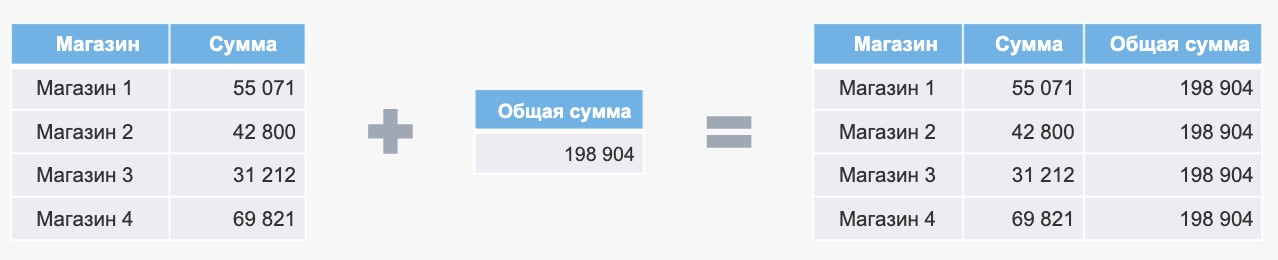 Магазин Сумма
Магазин 1 55 071
Магазин 2 42 800
Магазин 3 31 212
Магазин 4 69 821
+
Общая сумма
198 904
=
Магазин Сумма Общая сумма
Магазин 1 55 071 198 904
Магазин 2 42 800 198 904
Магазин 3 31 212 198 904
Магазин 4 69 821 198 904